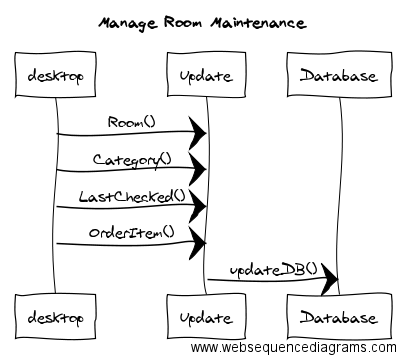 Manage Room Maintenance
desktop Update Database
Room()
Category()
LastChecked()
OrderItem()
updateDB()
desktop Update Database
www.websequencediagrams.com